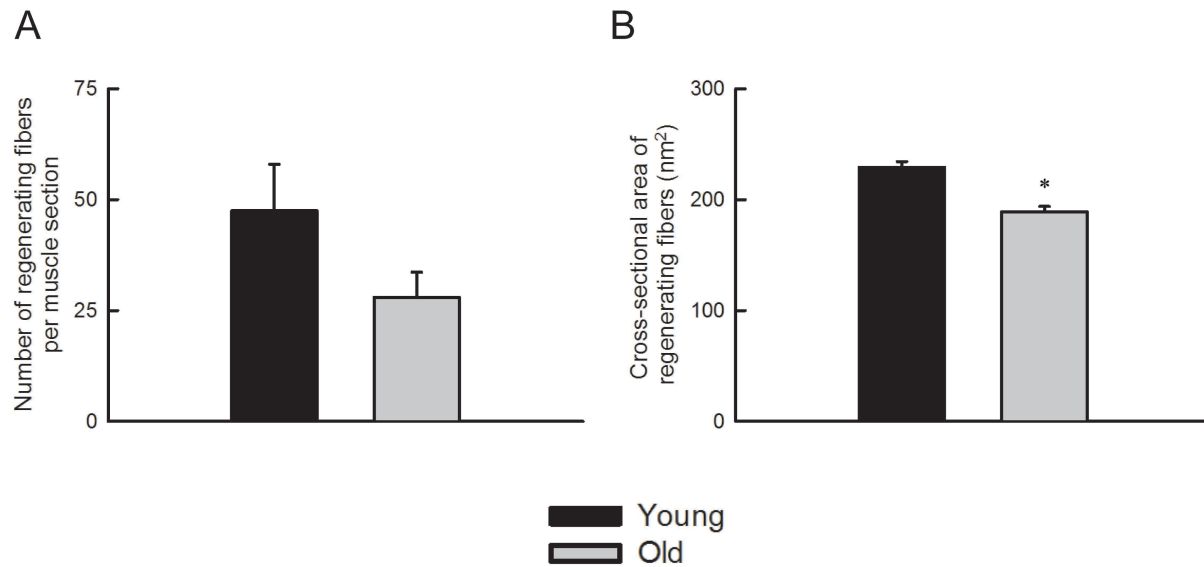 A
Number of regenerating fibers
per muscle section
75
50
25
0
B
Cross-sectional area of
regenerating fibers (nm²)
300
200
100
0
*
Young
Old